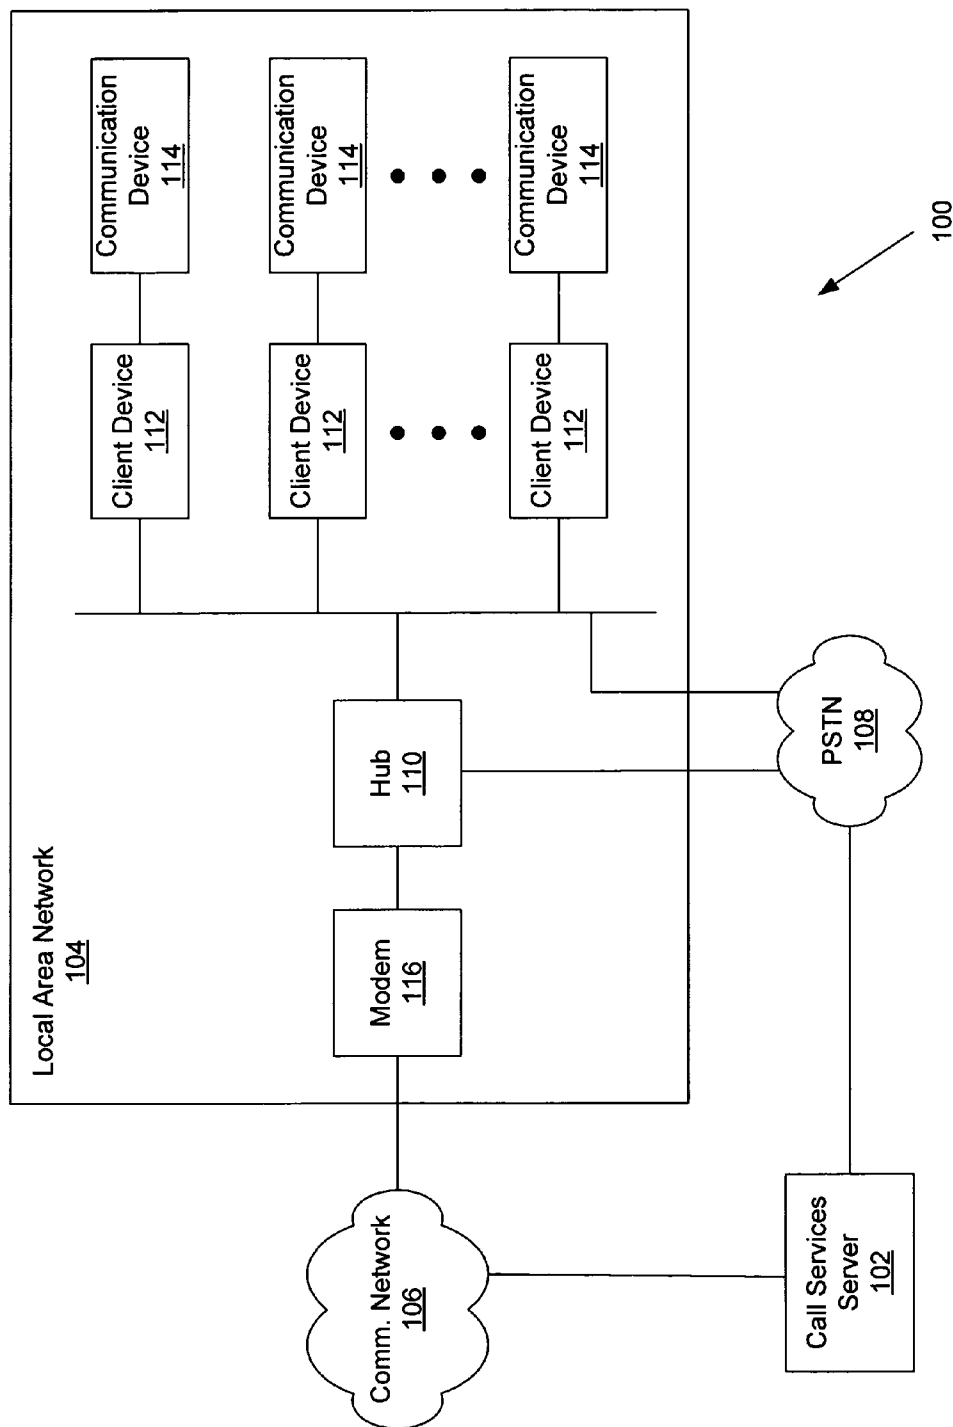 Local Area Network
104
Communication
Device
114
Client Device
112
Communication
Device
114
Client Device
112
Communication
Device
114
Client Device
112
Hub
110
Modem
116
Comm. Network
106
PSTN
108
Call Services
Server
102
100